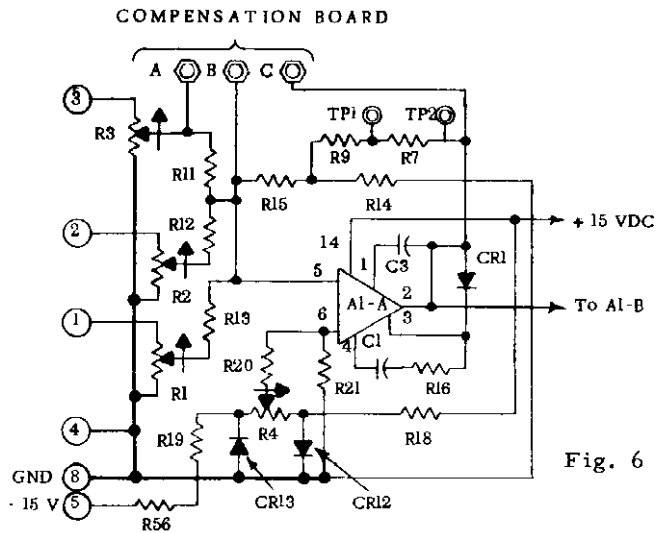 COMPENSATION BOARD
A B C
3
TP1 TP2
R3
R9 R7
R11
R15 R14
R12
+ 15 VDC
2
14
1 C3 CR1
R2
5
A1-A
2
3
To A1-B
1
R13
6
4 C1
R20
R21 R16
R1
R19 R4 R18
4
Fig. 6
GND 8
CR13 CR12
- 15 V 5
R56